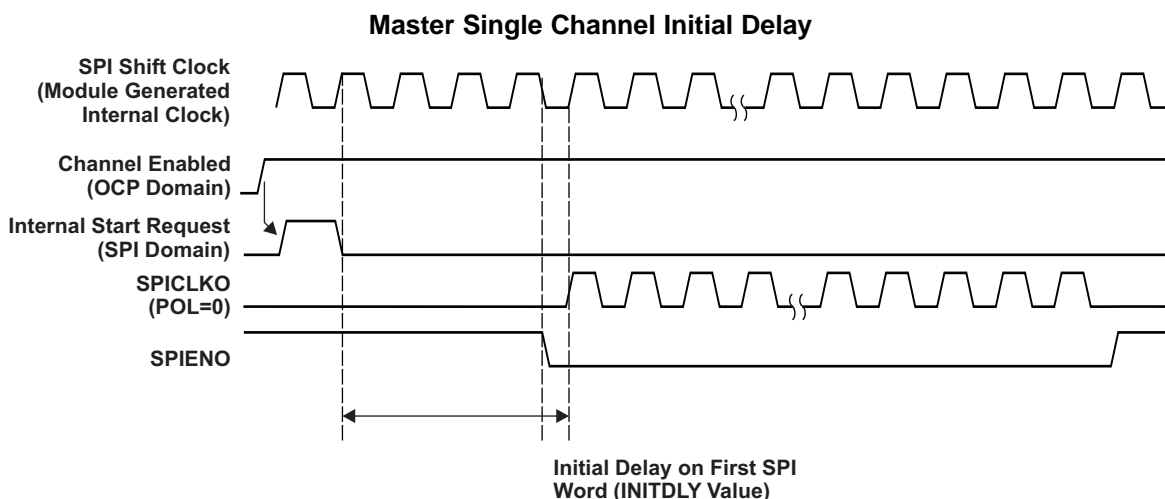 Master Single Channel Initial Delay
SPI Shift Clock
(Module Generated
Internal Clock)
Channel Enabled
(OCP Domain)
Internal Start Request
(SPI Domain)
SPICLKO
(POL=0)
SPIENO
Initial Delay on First SPI
Word (INITDLY Value)